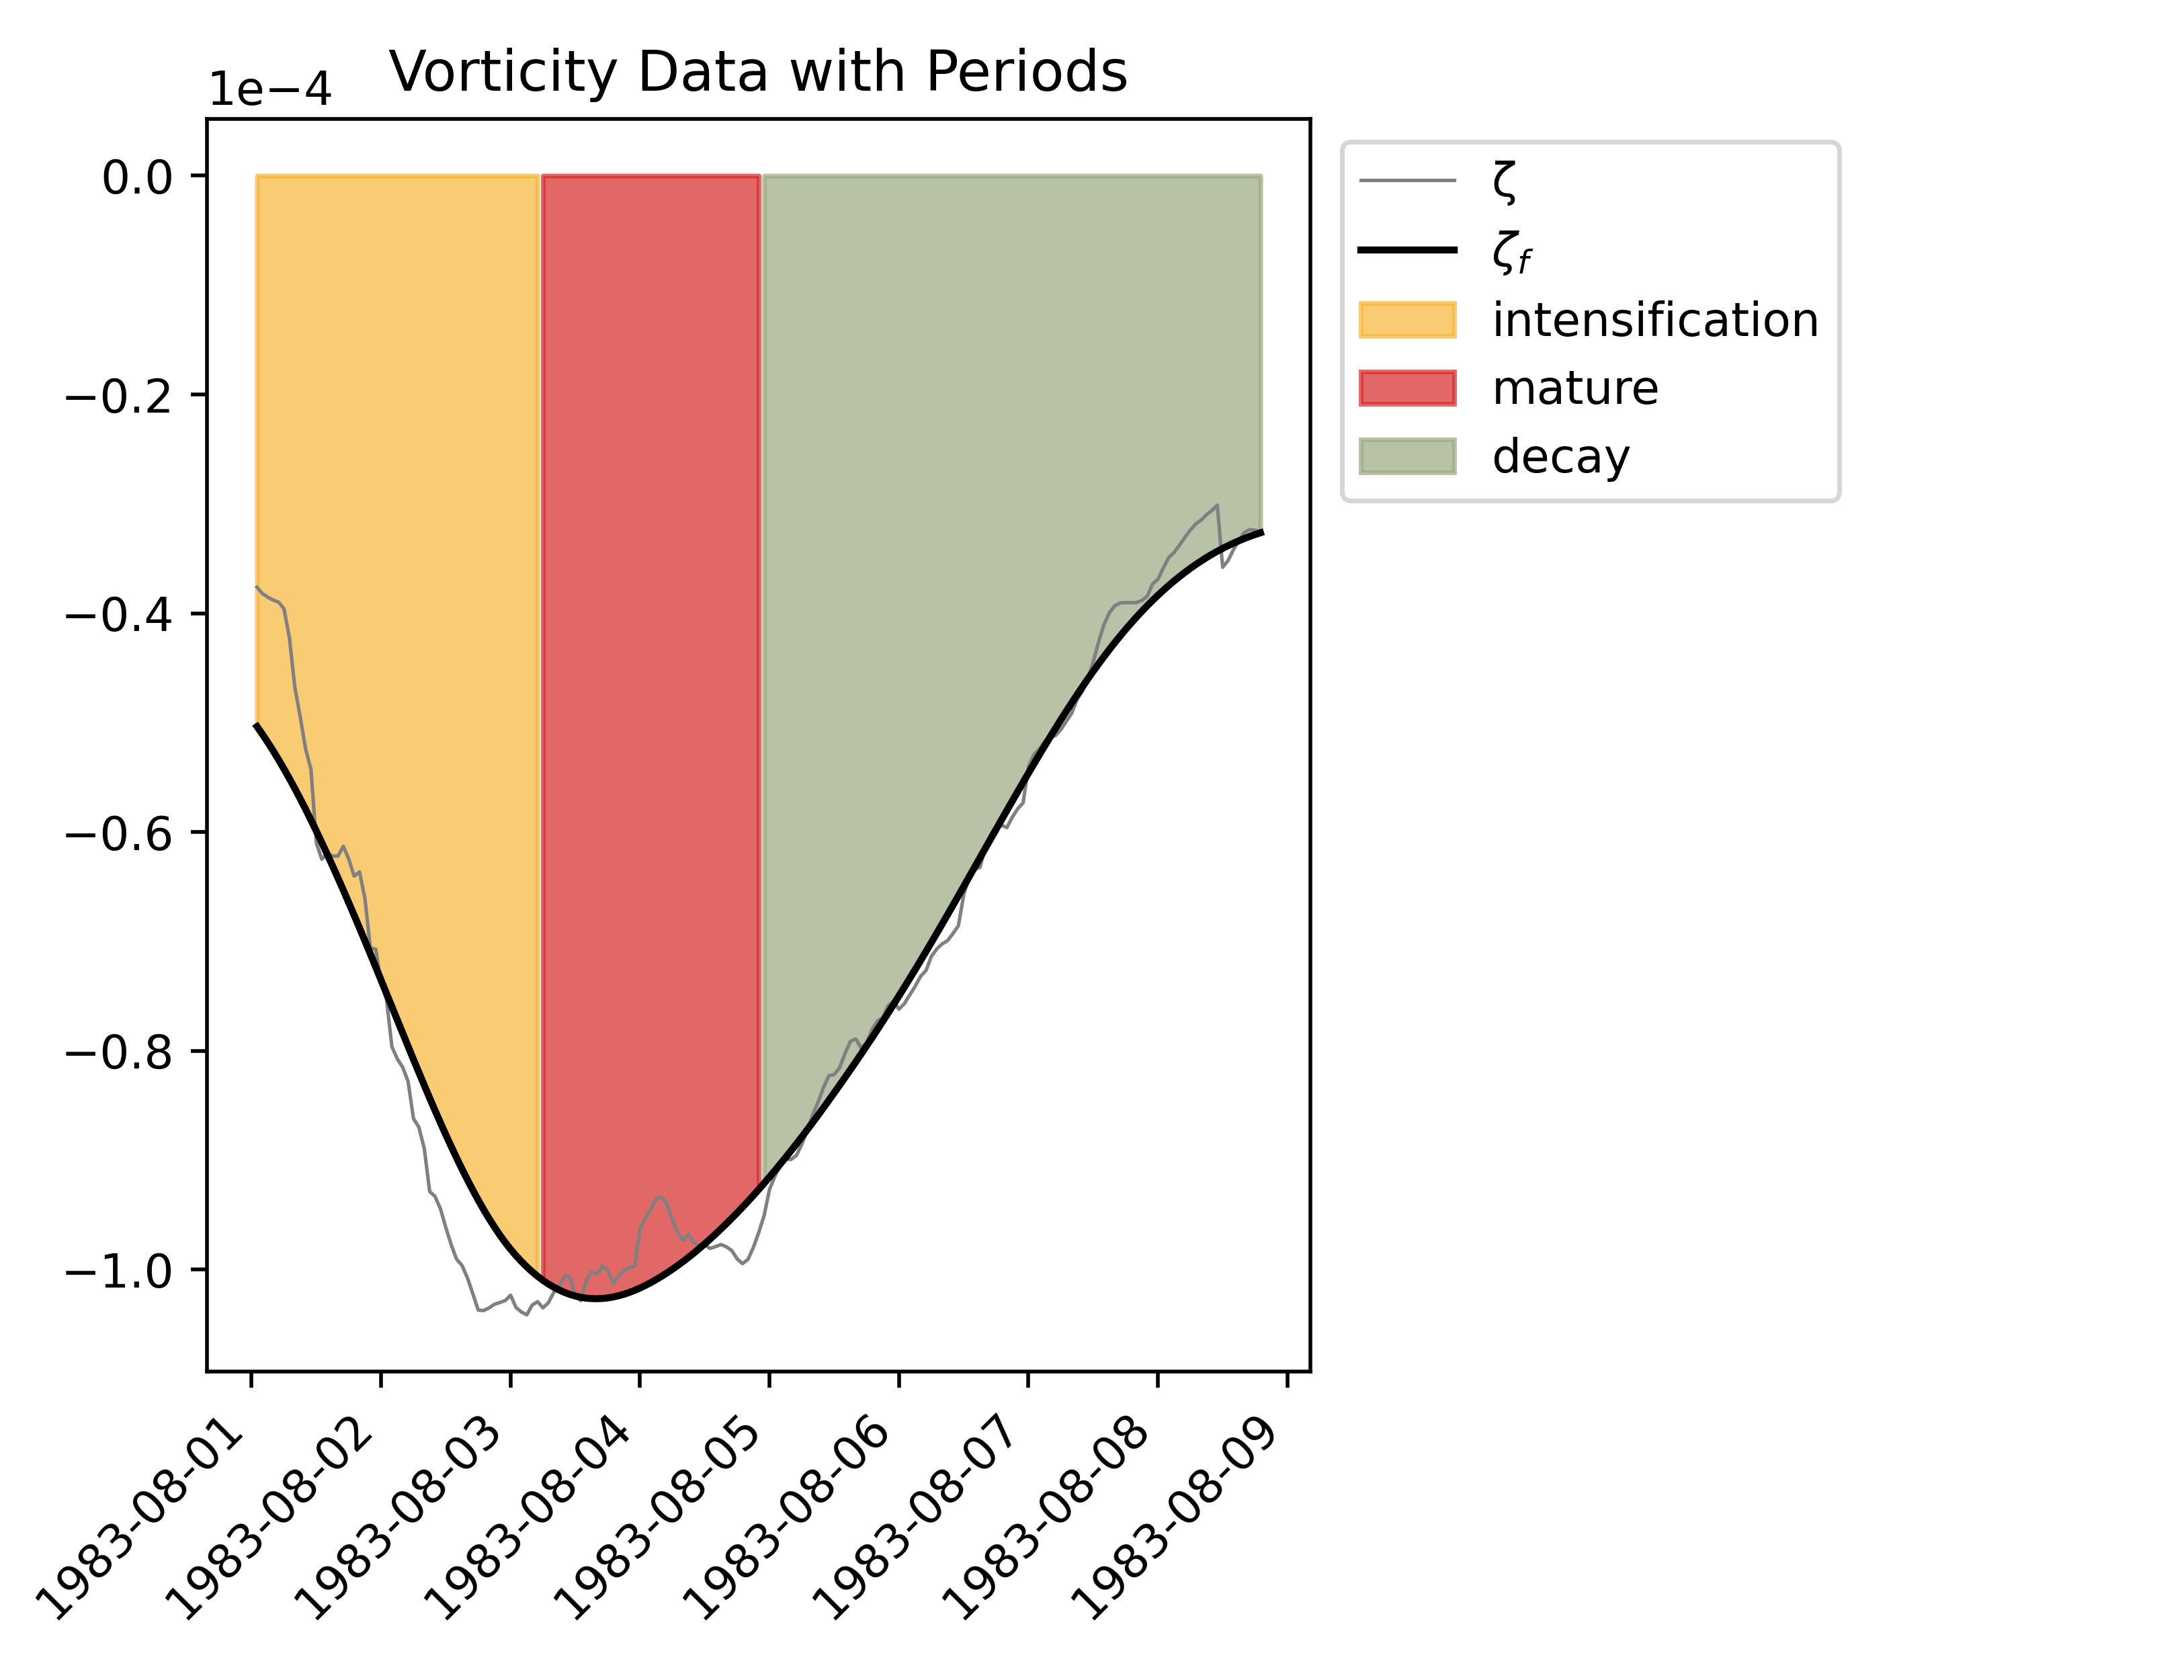 Vorticity Data with Periods
1e−4
0.0
−0.2
−0.4
−0.6
−0.8
−1.0
1983-08-01
1983-08-02
1983-08-03
1983-08-04
1983-08-05
1983-08-06
1983-08-07
1983-08-08
1983-08-09
ζ
ζf
intensification
mature
decay